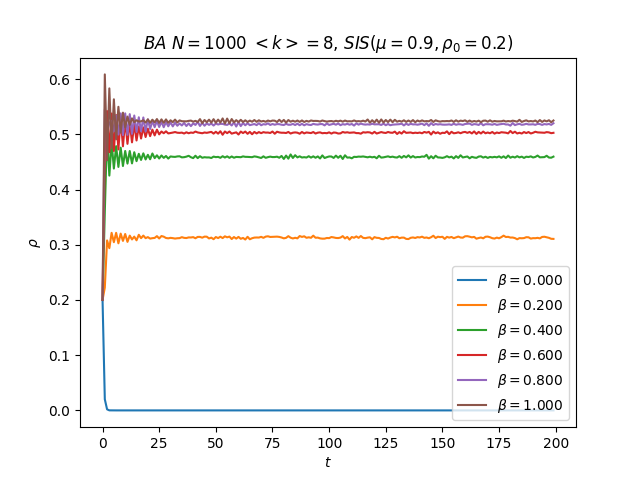 BA N = 1000 < k > = 8, SIS(μ = 0.9, ρ₀ = 0.2)
0.6
0.5
0.4
0.3
0.2
0.1
0.0
ρ
β = 0.000
β = 0.200
β = 0.400
β = 0.600
β = 0.800
β = 1.000
0 25 50 75 100 125 150 175 200
t